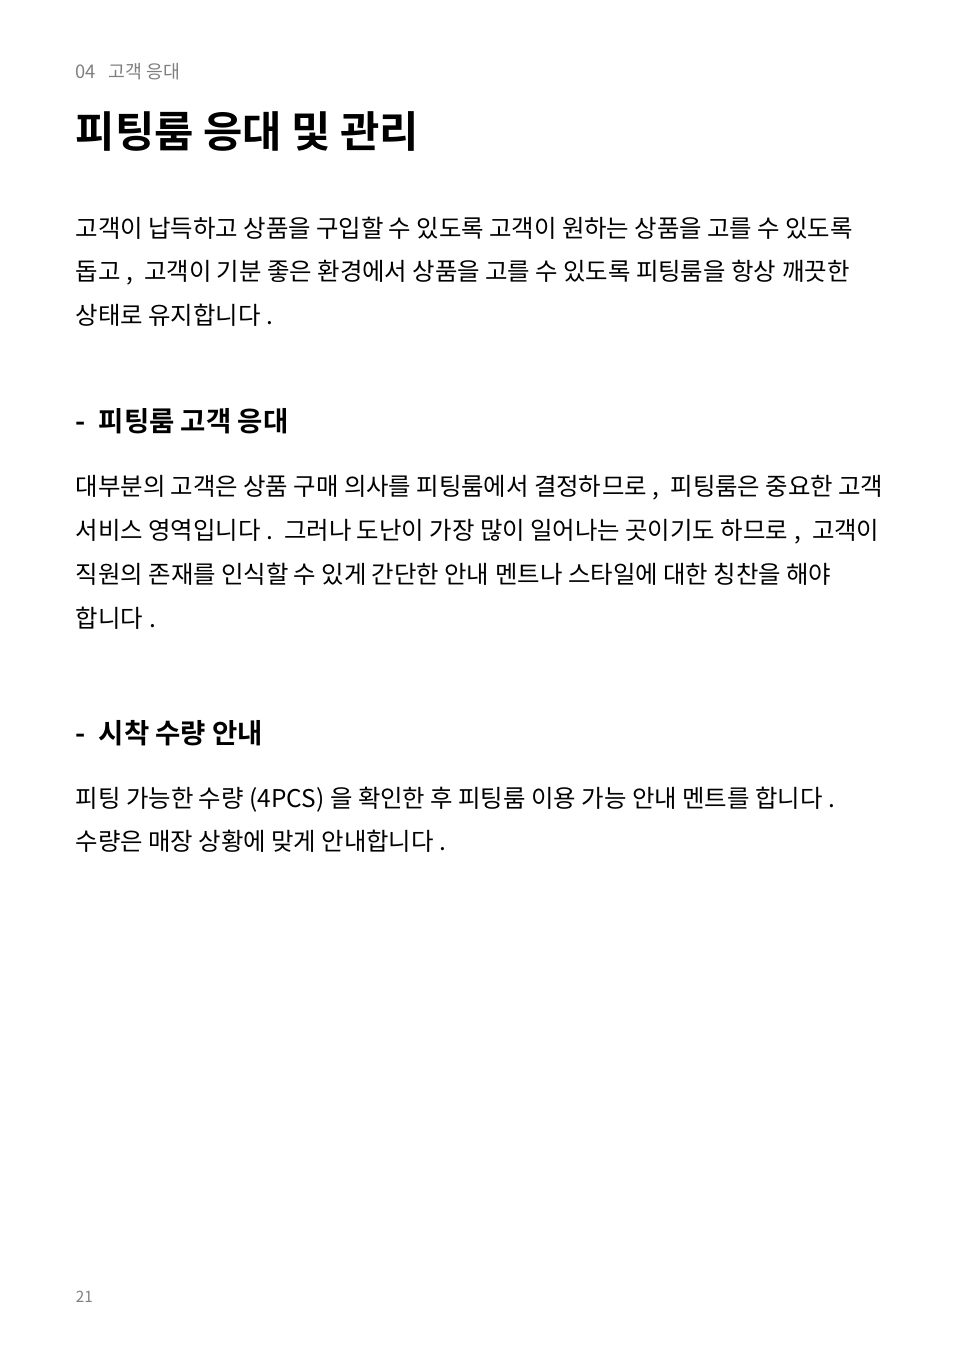 04 고객 응대
피팅룸 응대 및 관리
고객이 납득하고 상품을 구입할 수 있도록 고객이 원하는 상품을 고를 수 있도록
돕고 , 고객이 기분 좋은 환경에서 상품을 고를 수 있도록 피팅룸을 항상 깨끗한
상태로 유지합니다 .
- 피팅룸 고객 응대
대부분의 고객은 상품 구매 의사를 피팅룸에서 결정하므로 , 피팅룸은 중요한 고객
서비스 영역입니다 . 그러나 도난이 가장 많이 일어나는 곳이기도 하므로 , 고객이
직원의 존재를 인식할 수 있게 간단한 안내 멘트나 스타일에 대한 칭찬을 해야
합니다 .
- 시착 수량 안내
피팅 가능한 수량 (4PCS) 을 확인한 후 피팅룸 이용 가능 안내 멘트를 합니다 .
수량은 매장 상황에 맞게 안내합니다 .
21